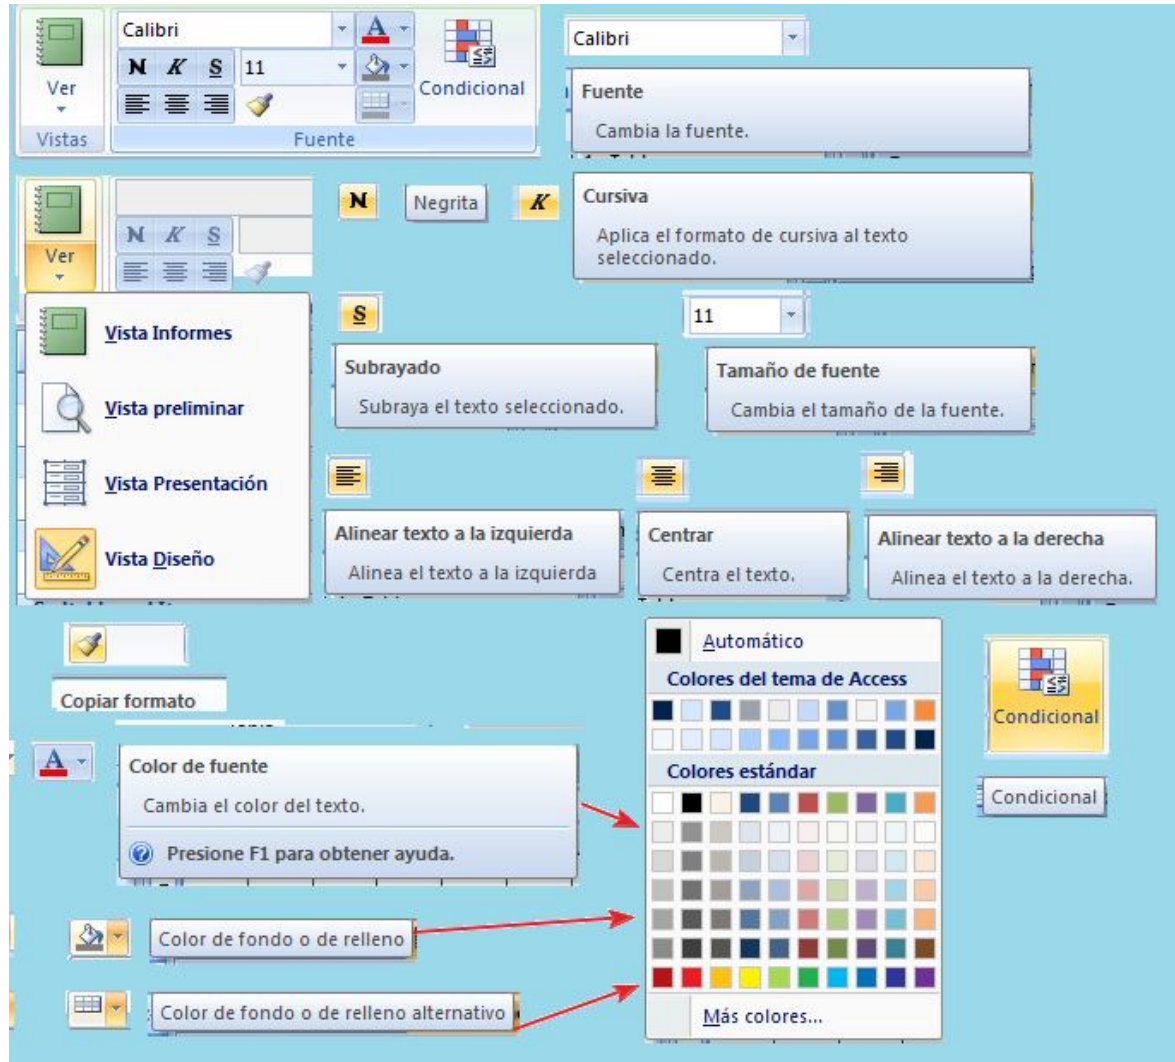 Calibri
N K S 11
Ver
Condicional
Vistas
Fuente
Calibri
Fuente
Cambia la fuente.
N K S
Ver
N
Negrita
K
Cursiva
Aplica el formato de cursiva al texto
seleccionado.
Vista Informes
Vista preliminar
Vista Presentación
Vista Diseño
S
Subrayado
Subraya el texto seleccionado.
11
Tamaño de fuente
Cambia el tamaño de la fuente.
Alinear texto a la izquierda
Alinea el texto a la izquierda
Centrar
Centra el texto.
Alinear texto a la derecha
Alinea el texto a la derecha.
Copiar formato
A
Color de fuente
Cambia el color del texto.
Presione F1 para obtener ayuda.
Color de fondo o de relleno
Color de fondo o de relleno alternativo
Automático
Colores del tema de Access
Colores estándar
Más colores...
Condicional
Condicional